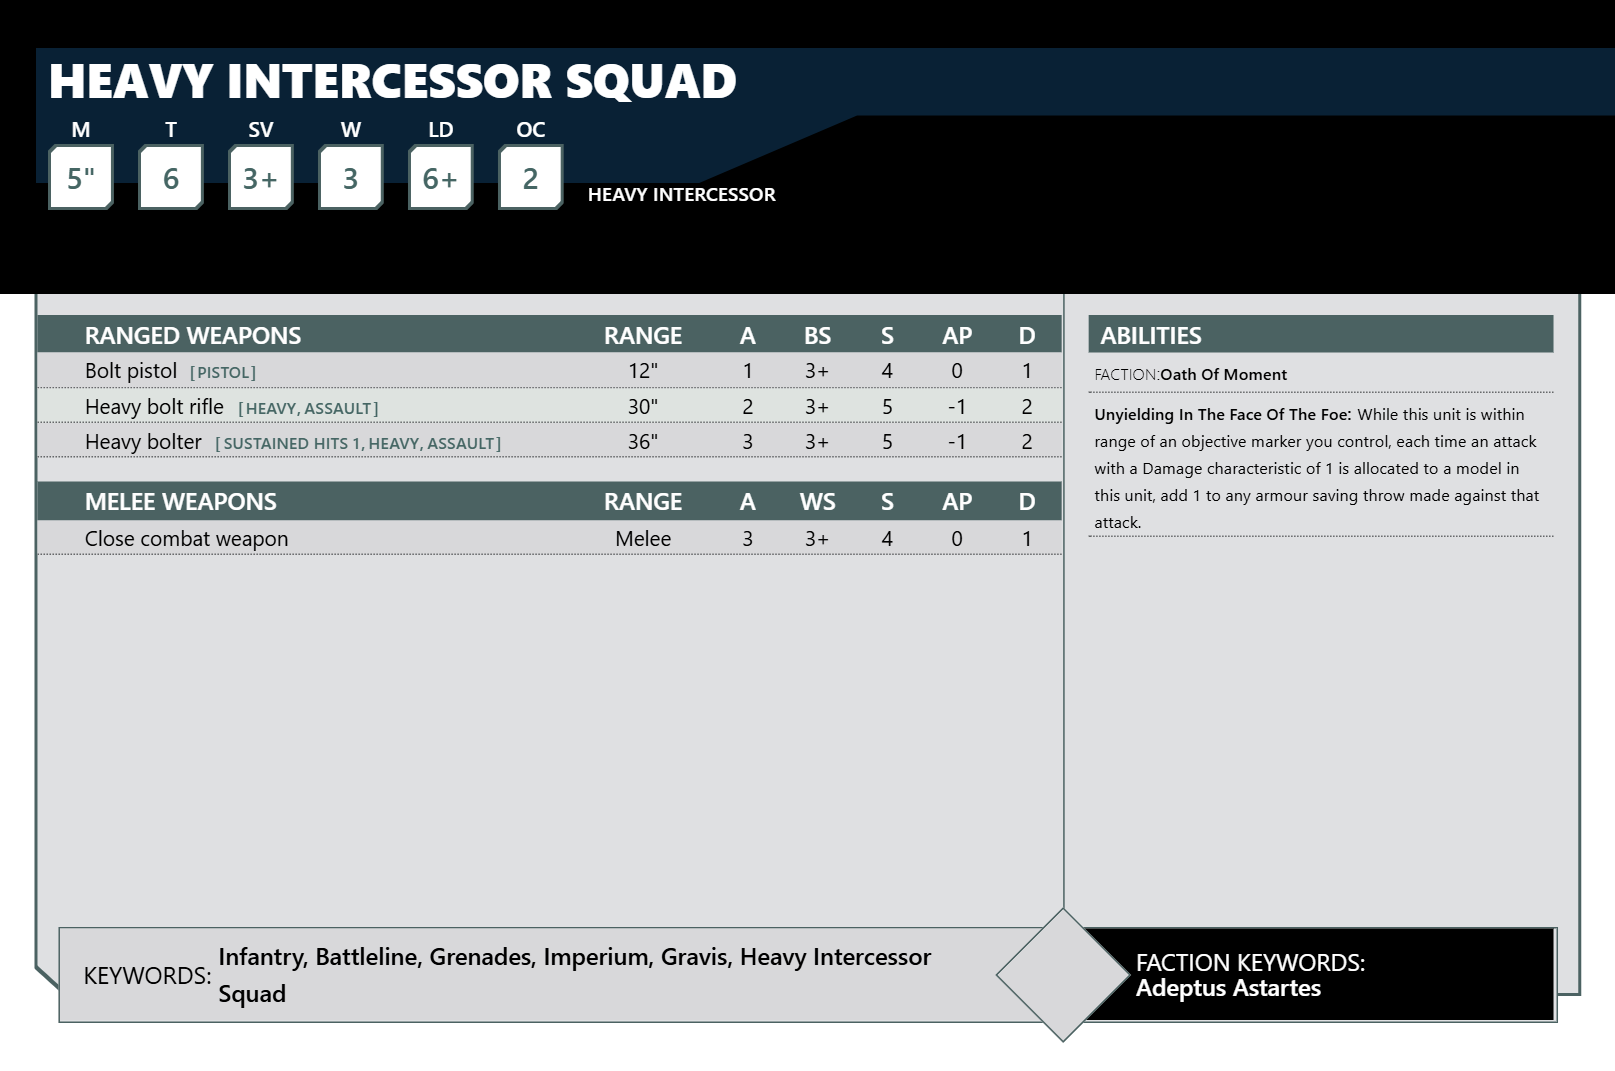 HEAVY INTERCESSOR SQUAD
M T SV W LD OC
5" 6 3+ 3 6+ 2
HEAVY INTERCESSOR
RANGED WEAPONS RANGE A BS S AP D
Bolt pistol [PISTOL] 12" 1 3+ 4 0 1
Heavy bolt rifle [HEAVY, ASSAULT] 30" 2 3+ 5 -1 2
Heavy bolter [SUSTAINED HITS 1, HEAVY, ASSAULT] 36" 3 3+ 5 -1 2
MELEE WEAPONS RANGE A WS S AP D
Close combat weapon Melee 3 3+ 4 0 1
ABILITIES
FACTION:Oath Of Moment
Unyielding In The Face Of The Foe: While this unit is within
range of an objective marker you control, each time an attack
with a Damage characteristic of 1 is allocated to a model in
this unit, add 1 to any armour saving throw made against that
attack.
KEYWORDS: Infantry, Battleline, Grenades, Imperium, Gravis, Heavy Intercessor
Squad
FACTION KEYWORDS:
Adeptus Astartes